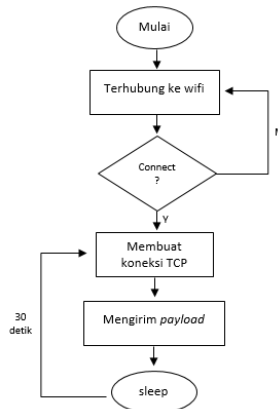 Mulai
Terhubung ke wifi
Connect
?
Y
Membuat
koneksi TCP
30
detik
Mengirim payload
sleep